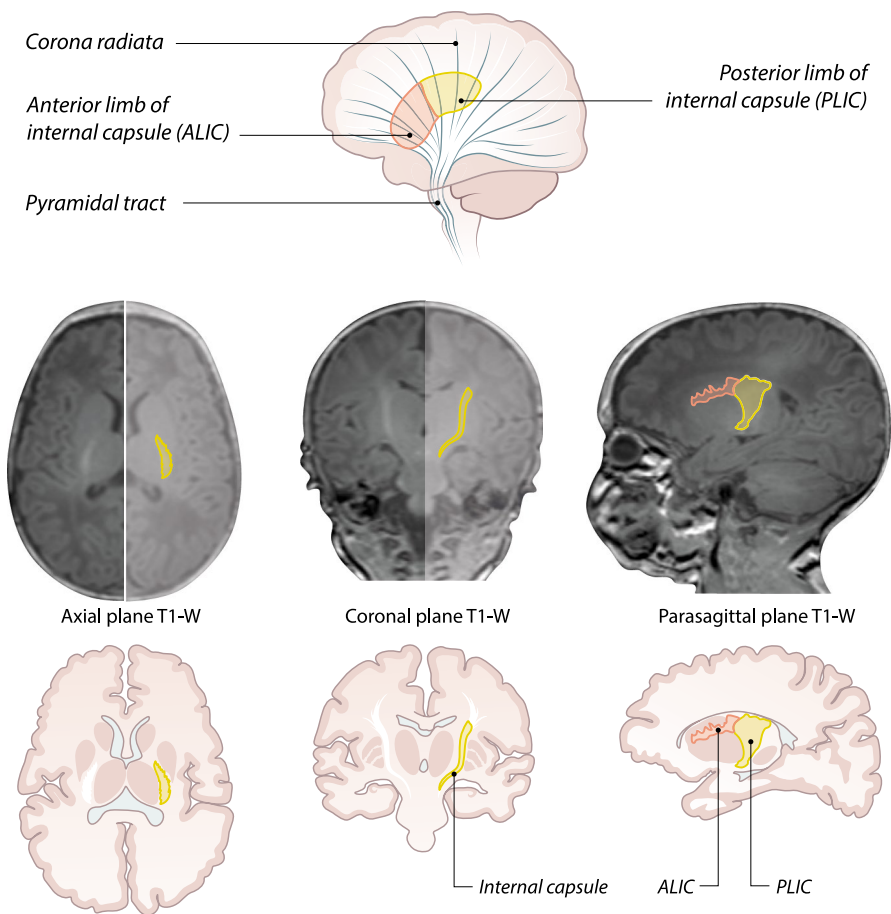 Corona radiata
Anterior limb of
internal capsule (ALIC)
Posterior limb of
internal capsule (PLIC)
Pyramidal tract
Axial plane T1-W
Coronal plane T1-W
Parasagittal plane T1-W
Internal capsule
ALIC
PLIC